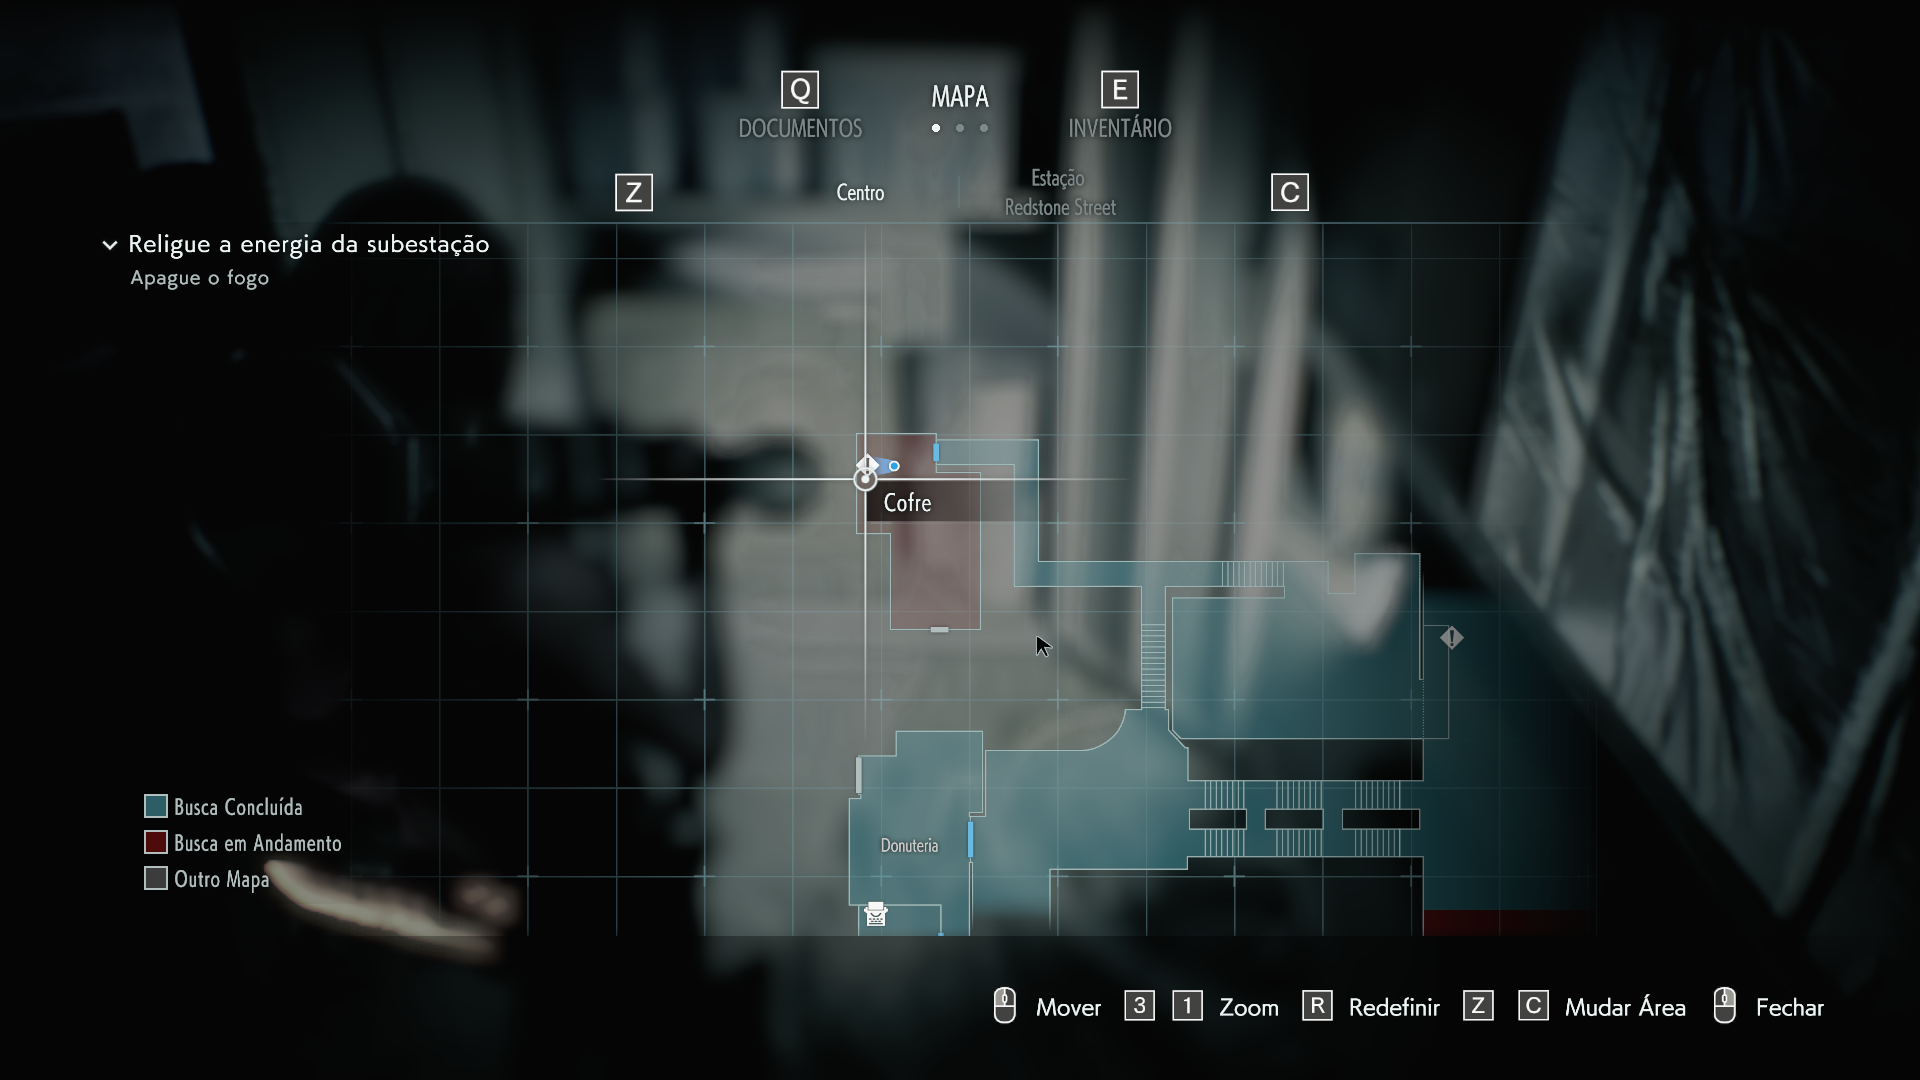 Q
MAPA
E
DOCUMENTOS
INVENTÁRIO
Z
Centro
Estação
Redstone Street
C
Religue a energia da subestação
Apague o fogo
Cofre
Donuteria
Busca Concluída
Busca em Andamento
Outro Mapa
Mover
3 1 Zoom
R Redefinir
Z C Mudar Área
Fechar